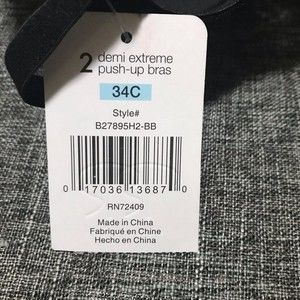 2 demi extreme
push-up bras
34C
Style#
B27895H2-BB
0 17036 13687 0
RN72409
Made in China
Fabriqué en Chine
Hecho en China